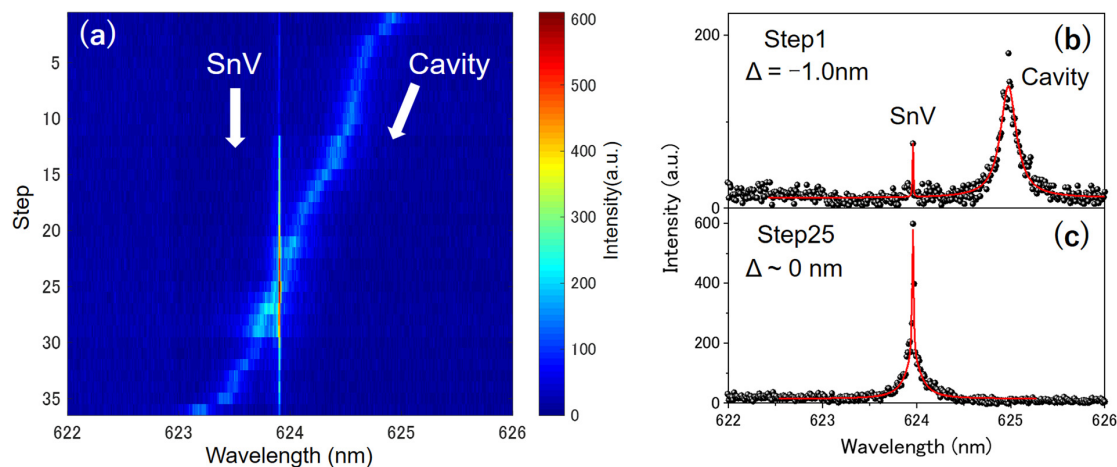 (a)
SnV
Cavity
5
10
15
20
25
30
35
Step
622
623
624
625
626
Wavelength (nm)
600
500
400
300
200
100
0
Intensity(a.u.)
200
0
Step1
Δ = −1.0nm
SnV
(b)
Cavity
600
400
200
0
Step25
Δ ~ 0 nm
(c)
Intensity (a.u.)
622
623
624
625
626
Wavelength (nm)